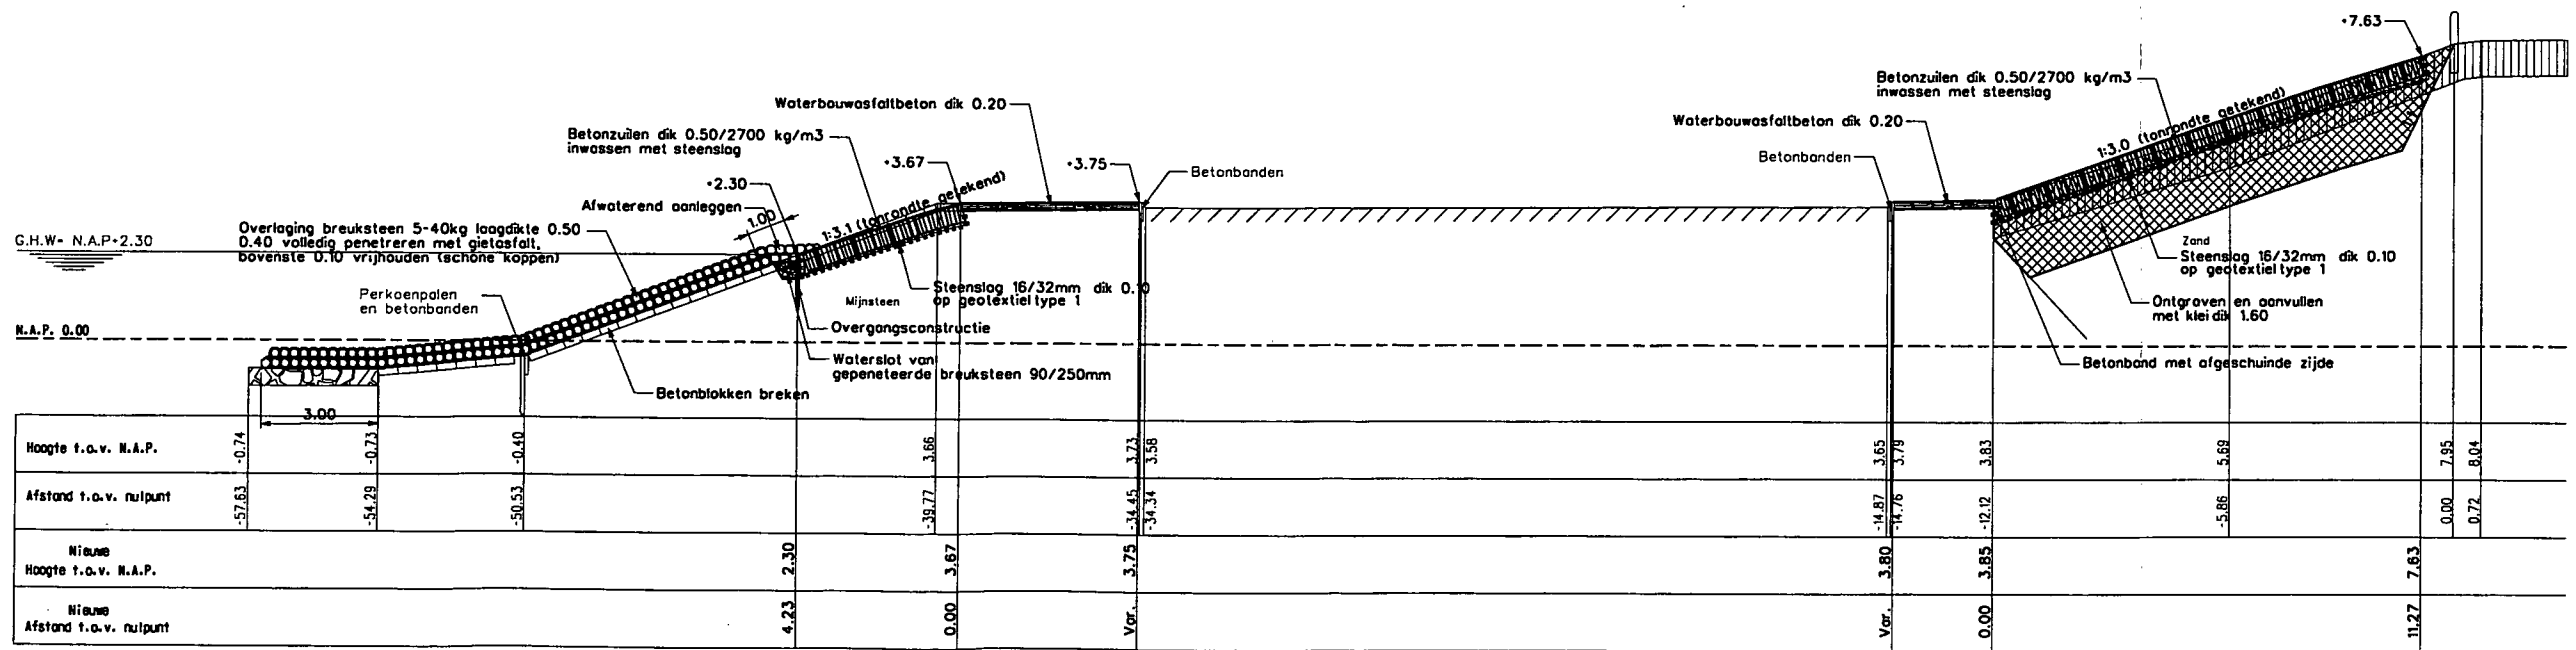 +7.63
Betonzuilen dik 0.50/2700 kg/m3
inwassen met steenslag
Waterbouwasfaltbeton dik 0.20
1:3.0 (tonrondte getekend)
Waterbouwasfaltbeton dik 0.20
Betonzuilen dik 0.50/2700 kg/m3
inwassen met steenslag
+3.67
+3.75
Betonbanden
Betonbanden
+2.30
Afwaterend aanleggen
1.00
1:3.1 (tonrondte getekend)
G.H.W= N.A.P+2.30
Overlaging breuksteen 5-40kg laagdikte 0.50
0.40 volledig penetreren met gietasfalt,
bovenste 0.10 vrijhouden (schone koppen)
Zand
Steenslag 16/32mm dik 0.10
op geotextiel type 1
Perkoenpalen
en betonbanden
Mijnsteen
Steenslag 16/32mm dik 0.10
op geotextiel type 1
Ontgraven en aanvullen
met klei dik 1.60
N.A.P. 0.00
Overgangsconstructie
Waterslot van
gepeneteerde breuksteen 90/250mm
Betonband met afgeschuinde zijde
Betonblokken breken
3.00
Hoogte t.o.v. N.A.P.
-0.74
-0.73
-0.40
3.66
3.73
3.58
3.65
3.79
3.83
5.69
7.95
8.04
Afstand t.o.v. nulpunt
-57.63
-54.29
-50.53
-39.77
-34.45
-34.34
-14.87
-14.76
-12.12
-5.86
0.00
0.72
Nieuwe
Hoogte t.o.v. N.A.P.
2.30
3.67
3.75
3.80
3.85
7.63
Nieuwe
Afstand t.o.v. nulpunt
4.23
0.00
Var.
Var.
0.00
11.27